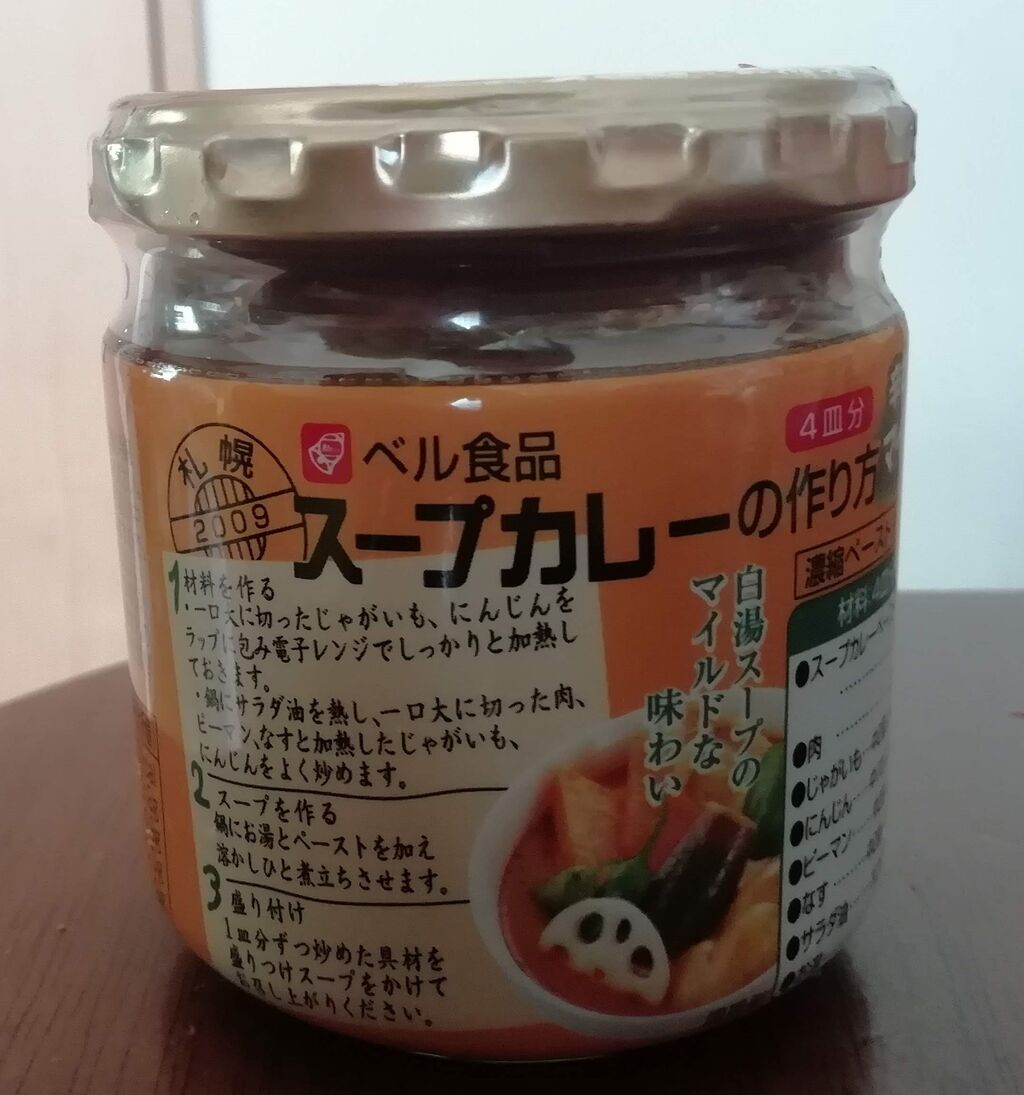 札幌
2009
ベル食品
4皿分
スープカレーの作り方
濃縮ペースト
1 材料を作る
・一口大に切ったじゃがいも、にんじんを
ラップに包み電子レンジでしっかりと加熱し
ておきます。
・鍋にサラダ油を熱し、一口大に切った肉、
ピーマン、なすと加熱したじゃがいも、
にんじんをよく炒めます。
2 スープを作る
鍋にお湯とペーストを加え
溶かしひと煮立ちさせます。
3 盛り付け
1皿分ずつ炒めた具材を
盛りつけスープをかけて
お召し上がりください。
白湯スープの
マイルドな
味わい
材料
●スープカレーペー
●肉
●じゃがいも
●にんじん
●ピーマン
●なす
●サラダ油